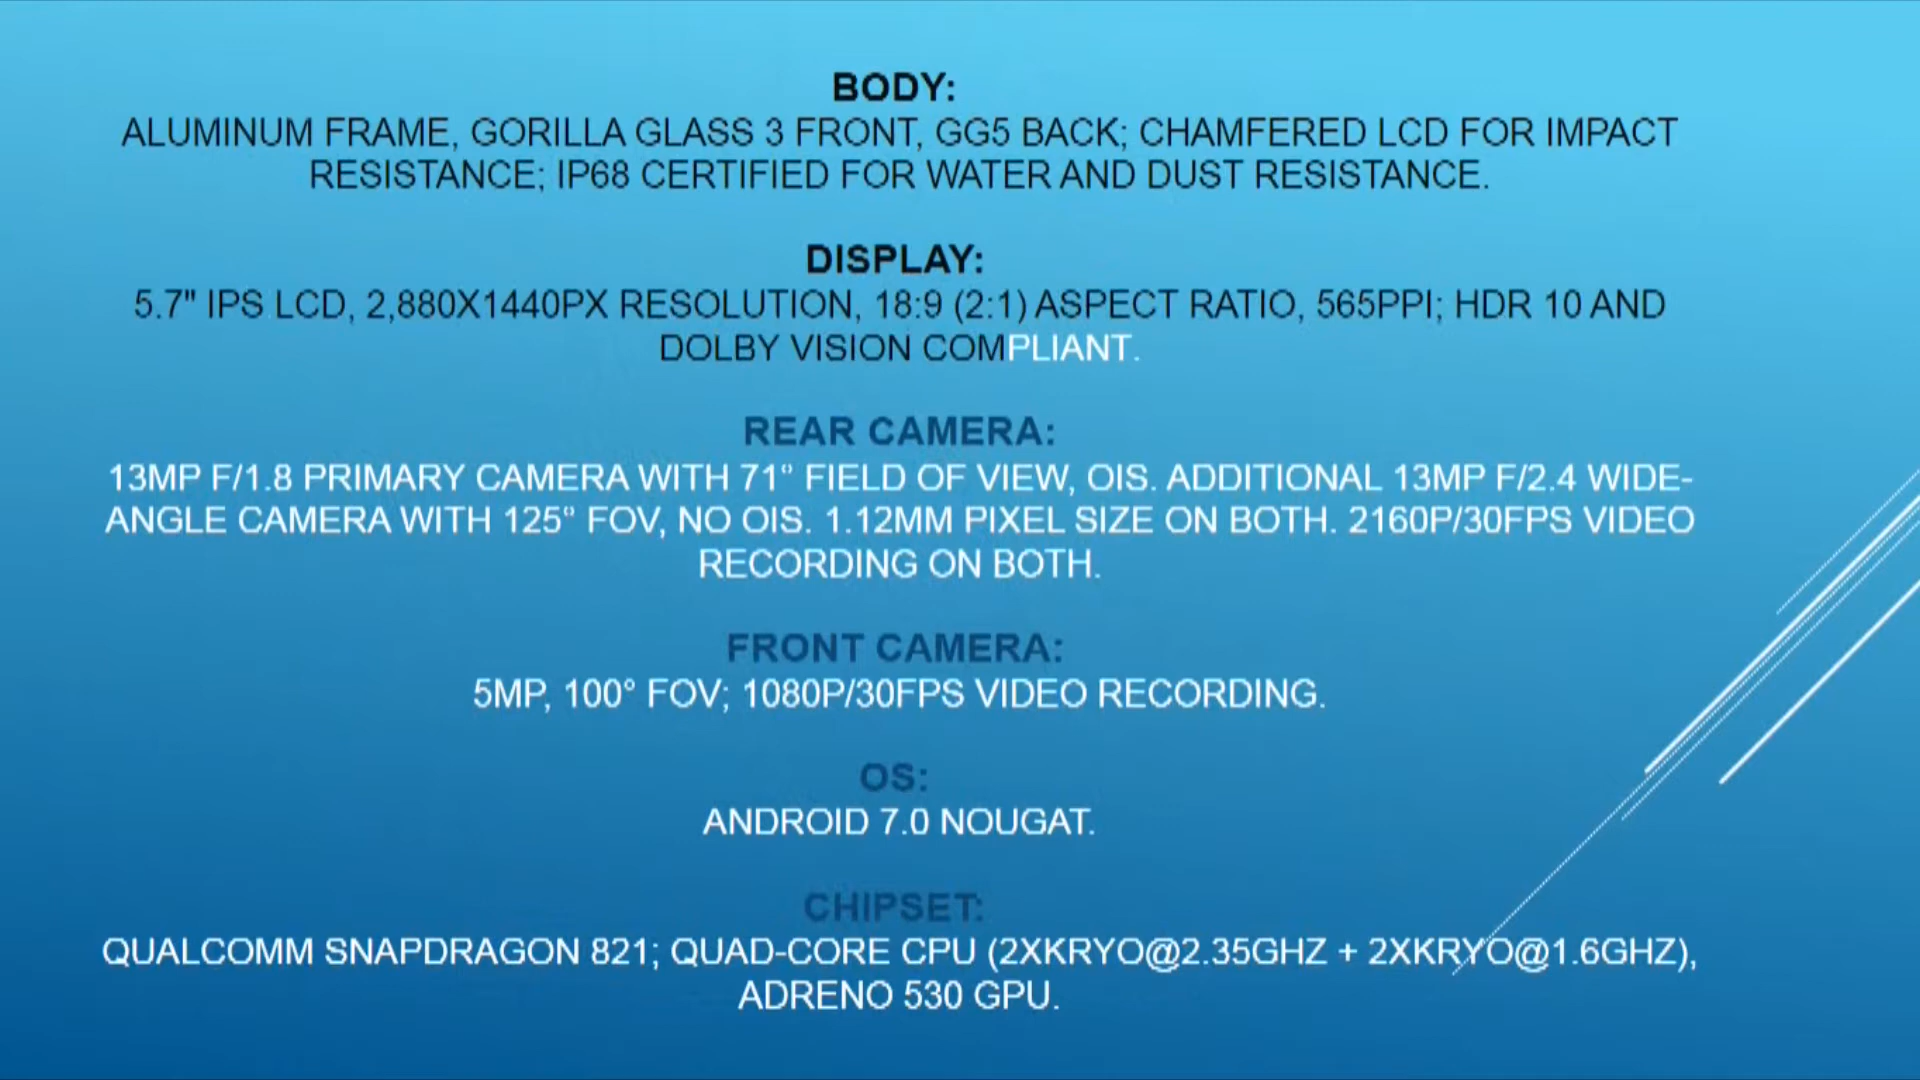 BODY:
ALUMINUM FRAME, GORILLA GLASS 3 FRONT, GG5 BACK; CHAMFERED LCD FOR IMPACT
RESISTANCE; IP68 CERTIFIED FOR WATER AND DUST RESISTANCE.
DISPLAY:
5.7" IPS LCD, 2,880X1440PX RESOLUTION, 18:9 (2:1) ASPECT RATIO, 565PPI; HDR 10 AND
DOLBY VISION COMPLIANT.
REAR CAMERA:
13MP F/1.8 PRIMARY CAMERA WITH 71º FIELD OF VIEW, OIS. ADDITIONAL 13MP F/2.4 WIDE-
ANGLE CAMERA WITH 125º FOV, NO OIS. 1.12ΜM PIXEL SIZE ON BOTH. 2160P/30FPS VIDEO
RECORDING ON BOTH.
FRONT CAMERA:
5MP, 100° FOV; 1080P/30FPS VIDEO RECORDING.
OS:
ANDROID 7.0 NOUGAT.
CHIPSET:
QUALCOMM SNAPDRAGON 821; QUAD-CORE CPU (2XKRYO@2.35GHZ + 2XKRYO@1.6GHZ),
ADRENO 530 GPU.